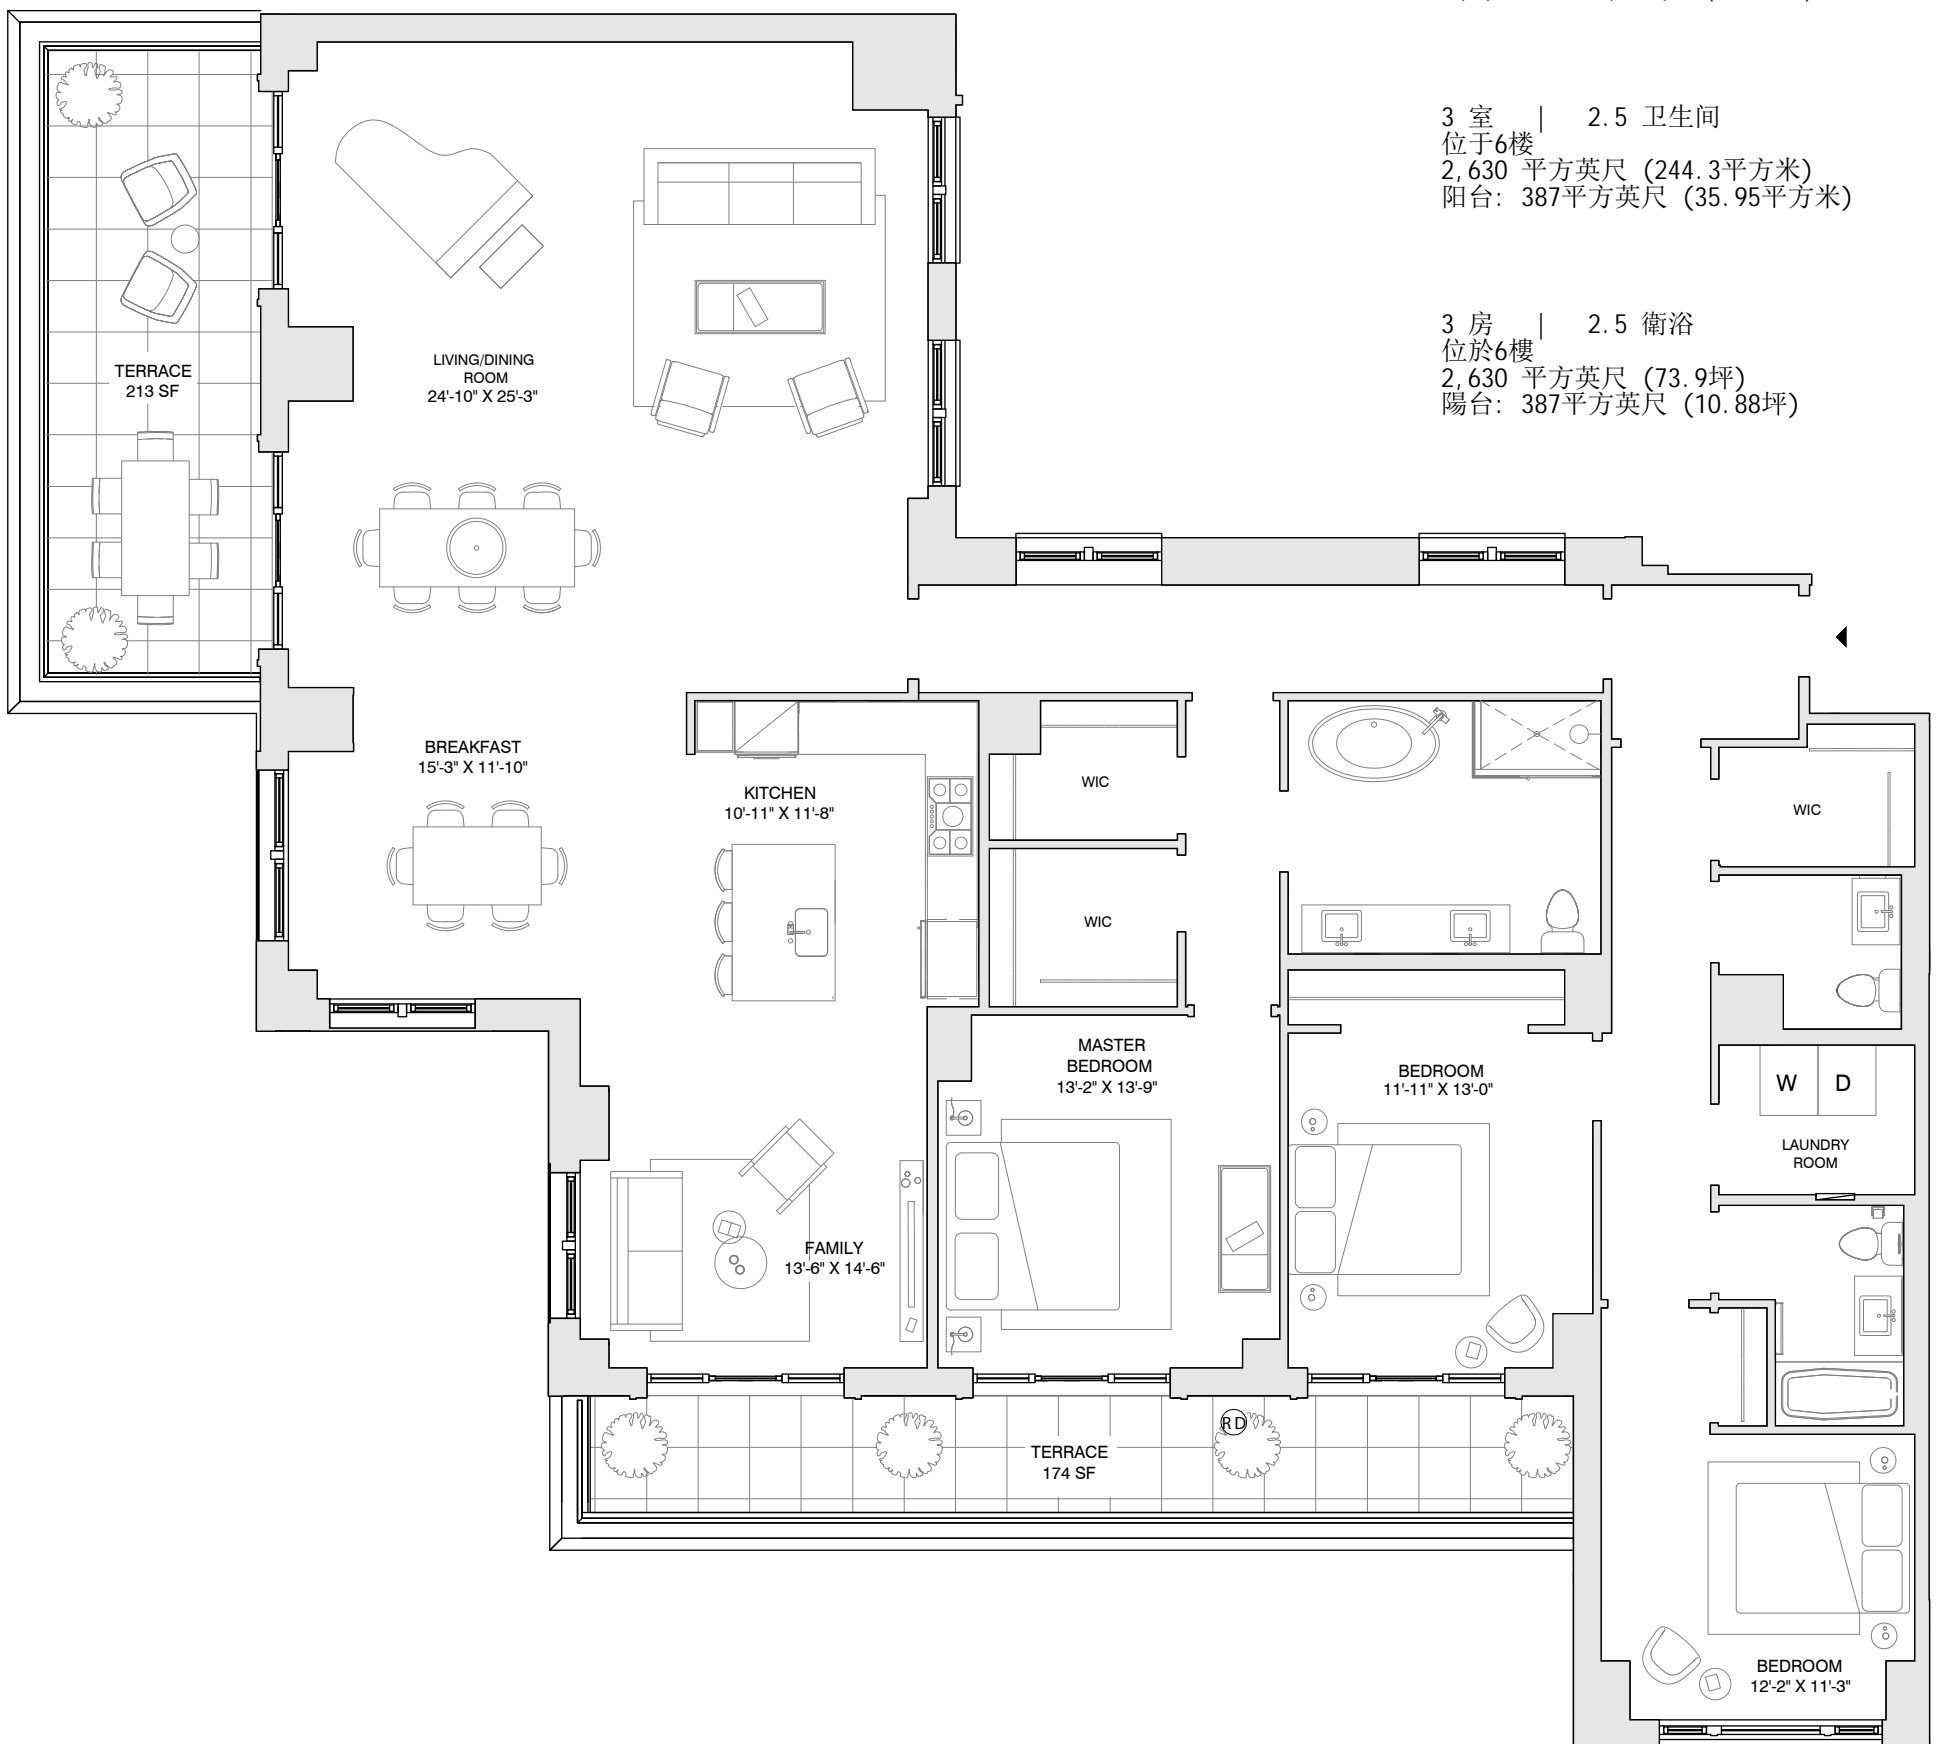 3 室 | 2.5 卫生间
位于6楼
2,630 平方英尺 (244.3平方米)
阳台: 387平方英尺 (35.95平方米)
3 房 | 2.5 衛浴
位於6樓
2,630 平方英尺 (73.9坪)
陽台: 387平方英尺 (10.88坪)
TERRACE
213 SF
LIVING/DINING
ROOM
24'-10" X 25'-3"
BREAKFAST
15'-3" X 11'-10"
KITCHEN
10'-11" X 11'-8"
WIC
WIC
WIC
MASTER
BEDROOM
13'-2" X 13'-9"
BEDROOM
11'-11" X 13'-0"
W D
LAUNDRY
ROOM
FAMILY
13'-6" X 14'-6"
RD
TERRACE
174 SF
BEDROOM
12'-2" X 11'-3"